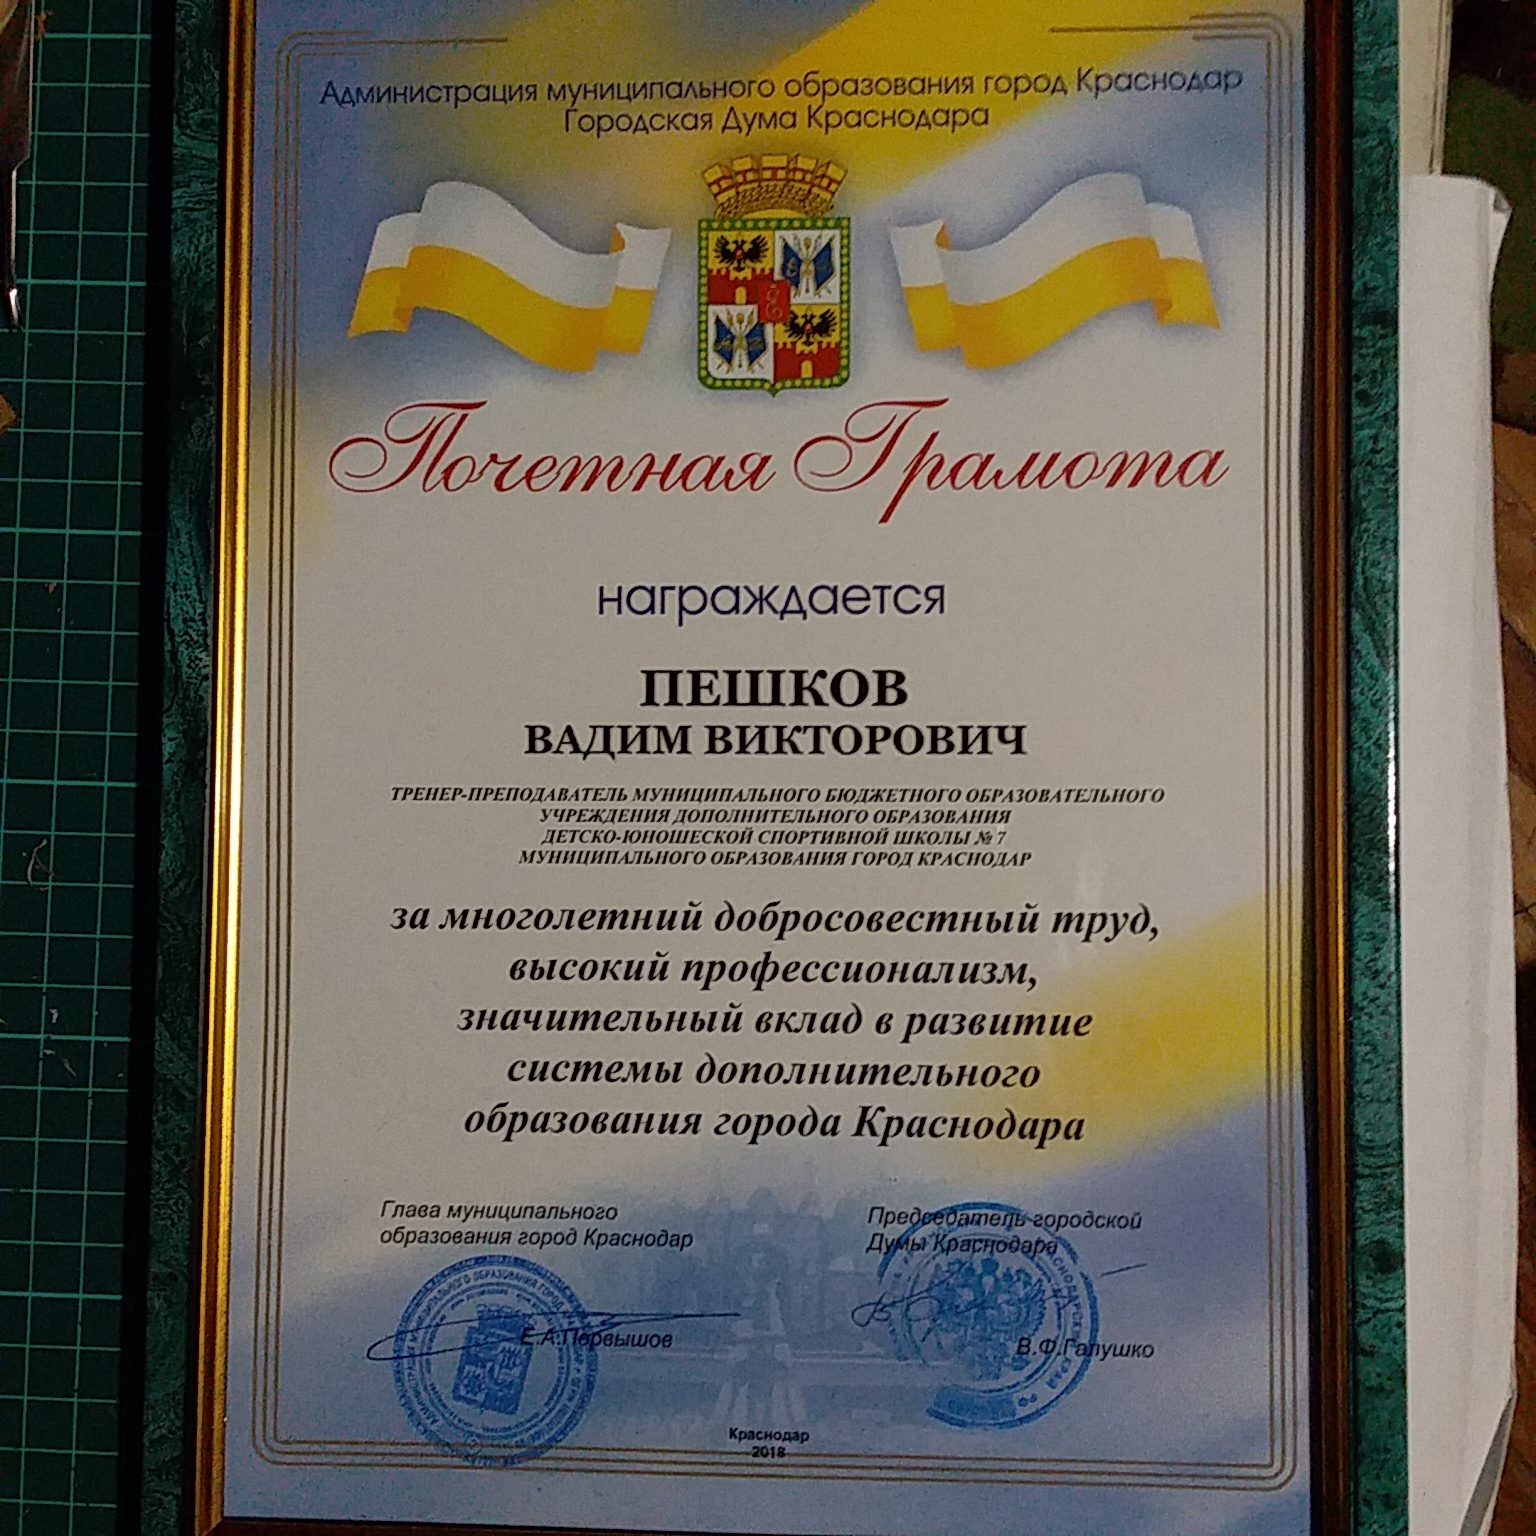 Администрация муниципального образования город Краснодар
Городская Дума Краснодара
Почетная Грамота
награждается
ПЕШКОВ
ВАДИМ ВИКТОРОВИЧ
ТРЕНЕР-ПРЕПОДАВАТЕЛЬ МУНИЦИПАЛЬНОГО БЮДЖЕТНОГО ОБРАЗОВАТЕЛЬНОГО
УЧРЕЖДЕНИЯ ДОПОЛНИТЕЛЬНОГО ОБРАЗОВАНИЯ
ДЕТСКО-ЮНОШЕСКОЙ СПОРТИВНОЙ ШКОЛЫ № 7
МУНИЦИПАЛЬНОГО ОБРАЗОВАНИЯ ГОРОД КРАСНОДАР
за многолетний добросовестный труд,
высокий профессионализм,
значительный вклад в развитие
системы дополнительного
образования города Краснодара
Глава муниципального
образования город Краснодар
Е.А.Первышов
Председатель городской
Думы Краснодара
В.Ф.Галушко
Краснодар
2018